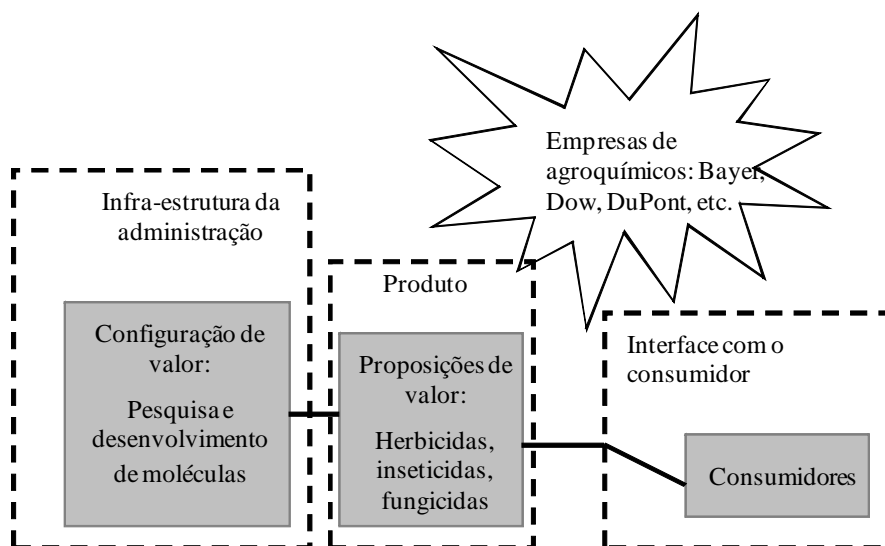 Empresas de
agroquímicos: Bayer,
Dow, DuPont, etc.
Infra-estrutura da
administração
Produto
Interface com o
consumidor
Configuração de
valor:
Pesquisa e
desenvolvimento
de moléculas
Proposições de
valor:
Herbicidas,
inseticidas,
fungicidas
Consumidores